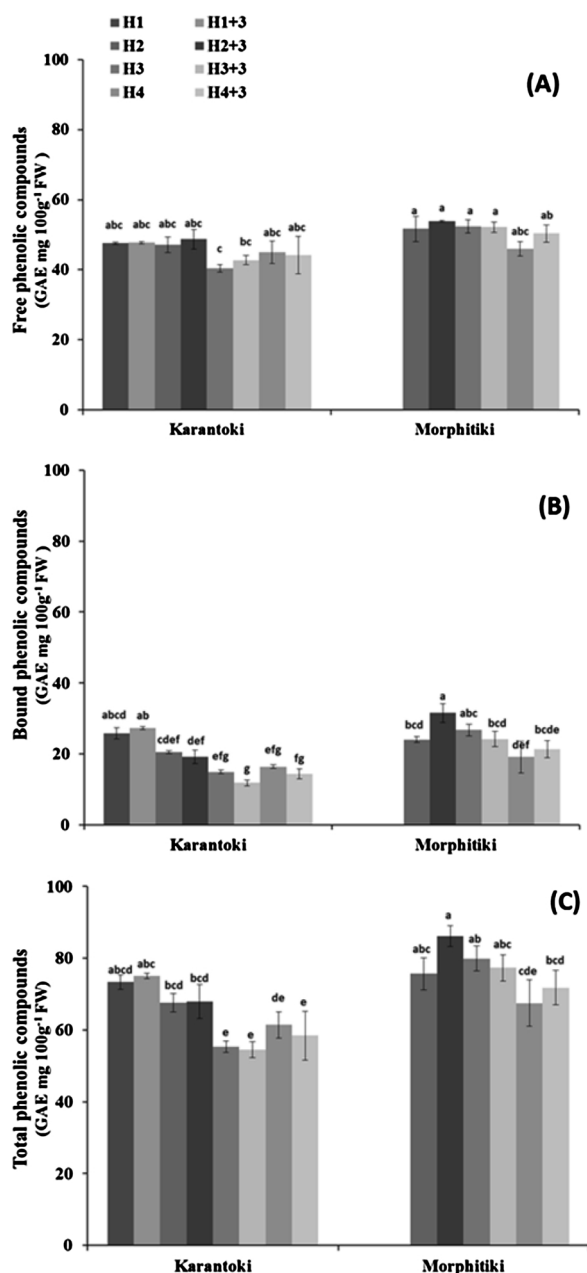 H1 H1+3
H2 H2+3
H3 H3+3
H4 H4+3
(A)
Free phenolic compounds
(GAE mg 100g⁻¹ FW )
100
80
60
40
20
0
abc abc abc abc c bc abc abc
a a a a abc ab
Karantoki Morphitiki
(B)
Bound phenolic compounds
(GAE mg 100g⁻¹ FW )
100
80
60
40
20
0
abcd ab cdef def efg g efg fg
bcd a abc bcd def bcde
Karantoki Morphitiki
(C)
Total phenolic compounds
(GAE mg 100g⁻¹ FW)
100
80
60
40
20
0
abcd abc bcd bcd e e de e
abc a ab abc cde bcd
Karantoki Morphitiki